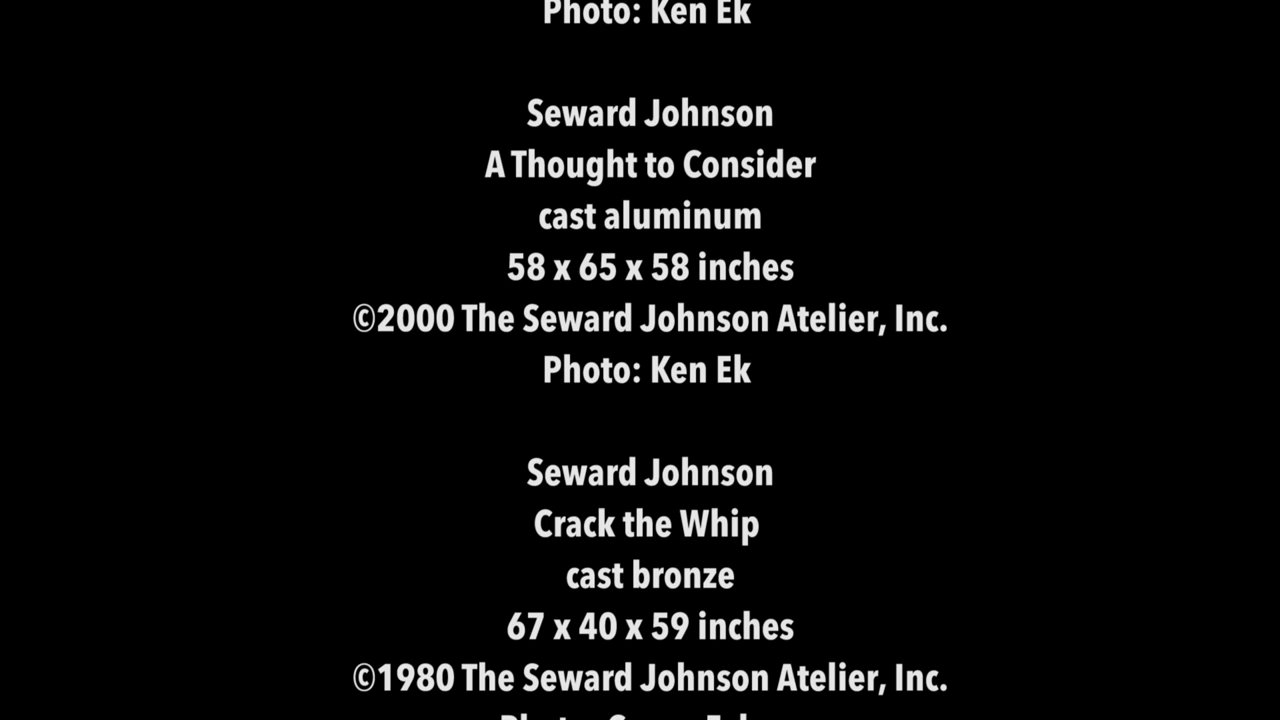 Photo: Ken Ek
Seward Johnson
A Thought to Consider
cast aluminum
58 x 65 x 58 inches
©2000 The Seward Johnson Atelier, Inc.
Photo: Ken Ek
Seward Johnson
Crack the Whip
cast bronze
67 x 40 x 59 inches
©1980 The Seward Johnson Atelier, Inc.